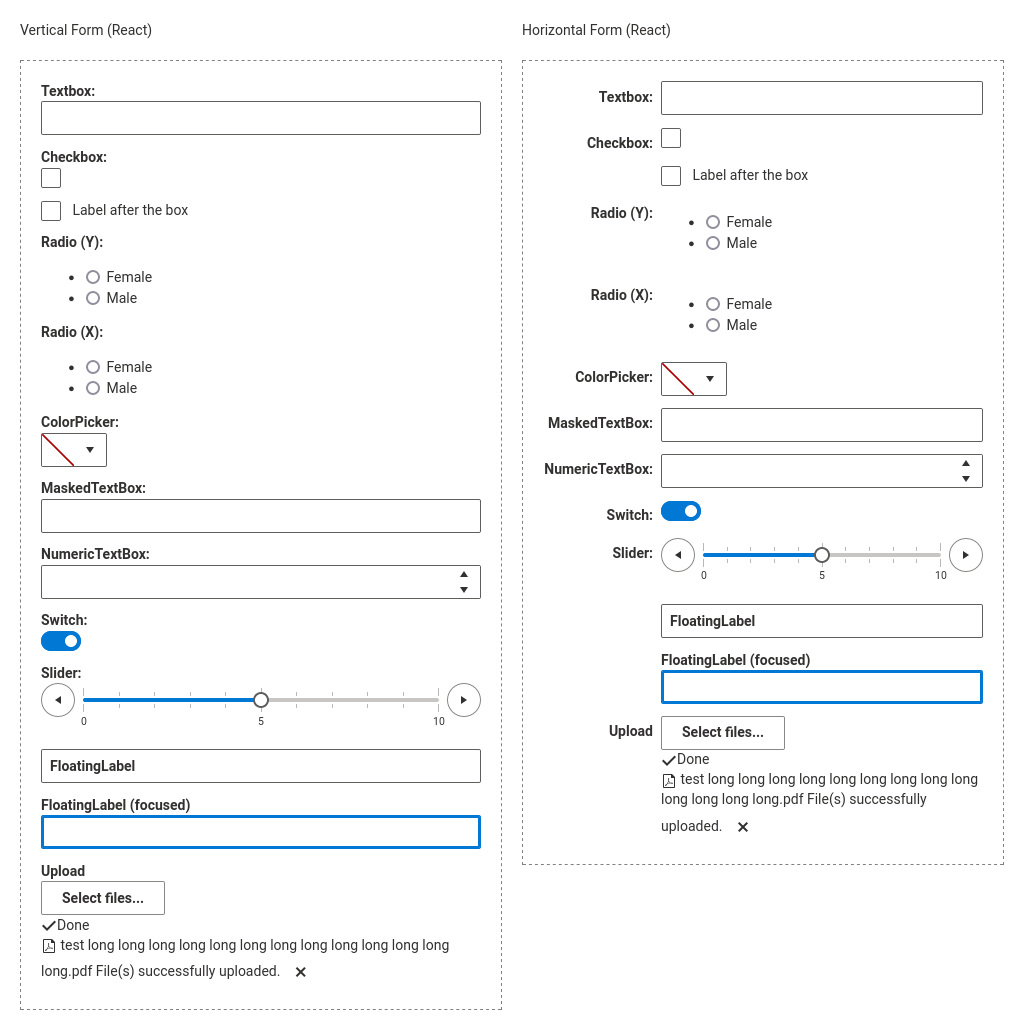 Vertical Form (React)
Textbox:
Checkbox:
Label after the box
Radio (Y):
Female
Male
Radio (X):
Female
Male
ColorPicker:
MaskedTextBox:
NumericTextBox:
Switch:
Slider:
0 5 10
FloatingLabel
FloatingLabel (focused)
Upload
Select files...
Done
test long long long long long long long long long long long long
long.pdf File(s) successfully uploaded.
Horizontal Form (React)
Textbox:
Checkbox:
Label after the box
Radio (Y):
Female
Male
Radio (X):
Female
Male
ColorPicker:
MaskedTextBox:
NumericTextBox:
Switch:
Slider:
0 5 10
FloatingLabel
FloatingLabel (focused)
Upload
Select files...
Done
test long long long long long long long long long
long long long long.pdf File(s) successfully
uploaded.